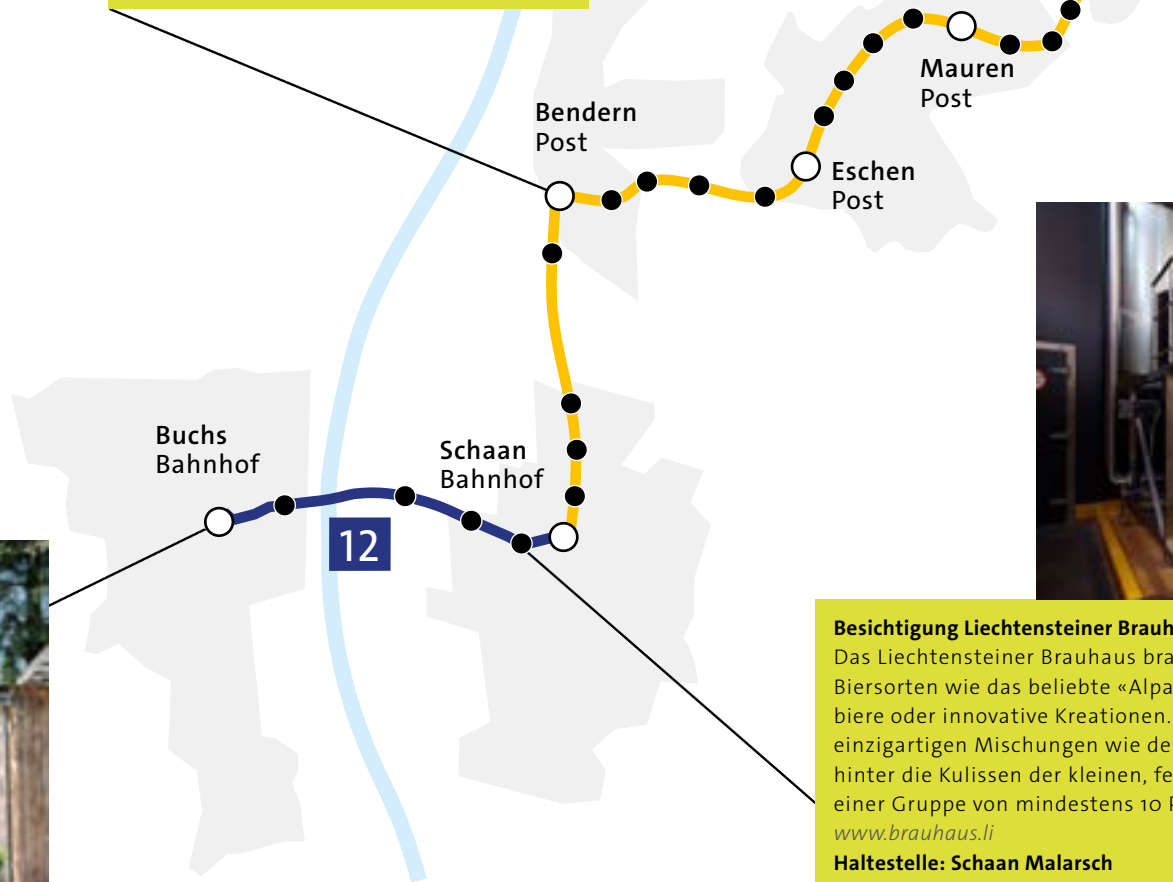 Mauren
Post
Bendern
Post
Eschen
Post
Buchs
Bahnhof
Schaan
Bahnhof
12
Besichtigung Liechtensteiner Brauh
Das Liechtensteiner Brauhaus bra
Biersorten wie das beliebte «Alpa
biere oder innovative Kreationen.
einzigartigen Mischungen wie de
hinter die Kulissen der kleinen, fe
einer Gruppe von mindestens 10 P
www.brauhaus.li
Haltestelle: Schaan Malarsch